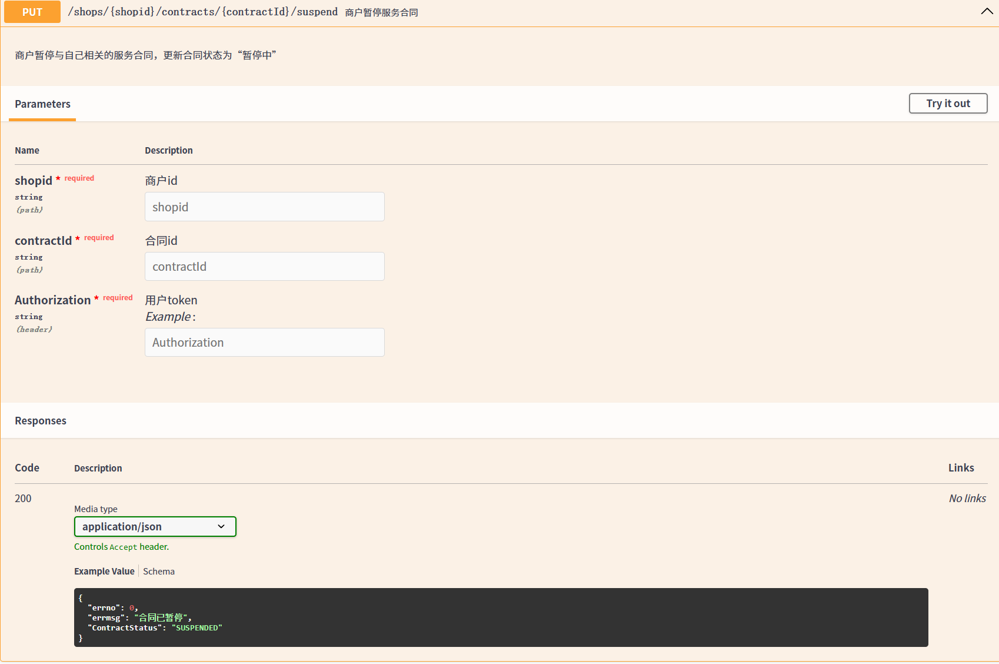 PUT /shops/{shopid}/contracts/{contractId}/suspend 商户暂停服务合同
商户暂停与自己相关的服务合同，更新合同状态为“暂停中”
Parameters
Try it out
Name Description
shopid * required
string
(path)
商户id
shopid
contractId * required
string
(path)
合同id
contractId
Authorization * required
string
(header)
用户token
Example :
Authorization
Responses
Code Description Links
200
No links
Media type
application/json
Controls Accept header.
Example Value Schema
{
"errno": 0,
"errmsg": "合同已暂停",
"ContractStatus": "SUSPENDED"
}